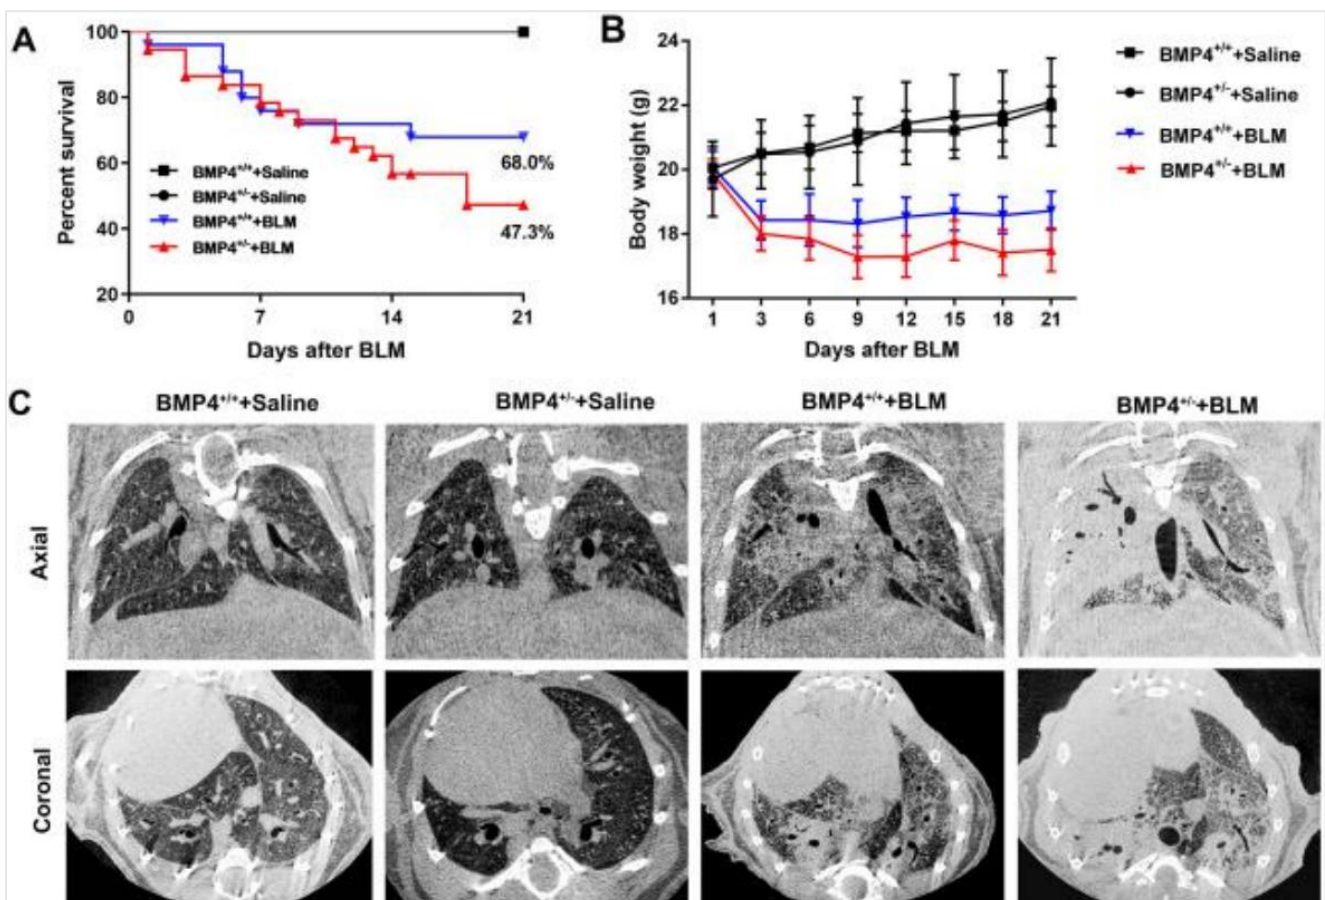 A
100
80
60
40
20
Percent survival
BMP4+/++Saline
BMP4+/-+Saline
BMP4+/++BLM
BMP4+/-+BLM
68.0%
47.3%
0 7 14 21
Days after BLM
B
24
22
20
18
16
Body weight (g)
1 3 6 9 12 15 18 21
Days after BLM
BMP4+/++Saline
BMP4+/-+Saline
BMP4+/++BLM
BMP4+/-+BLM
C
BMP4+/++Saline BMP4+/-+Saline BMP4+/++BLM BMP4+/-+BLM
Axial
Coronal